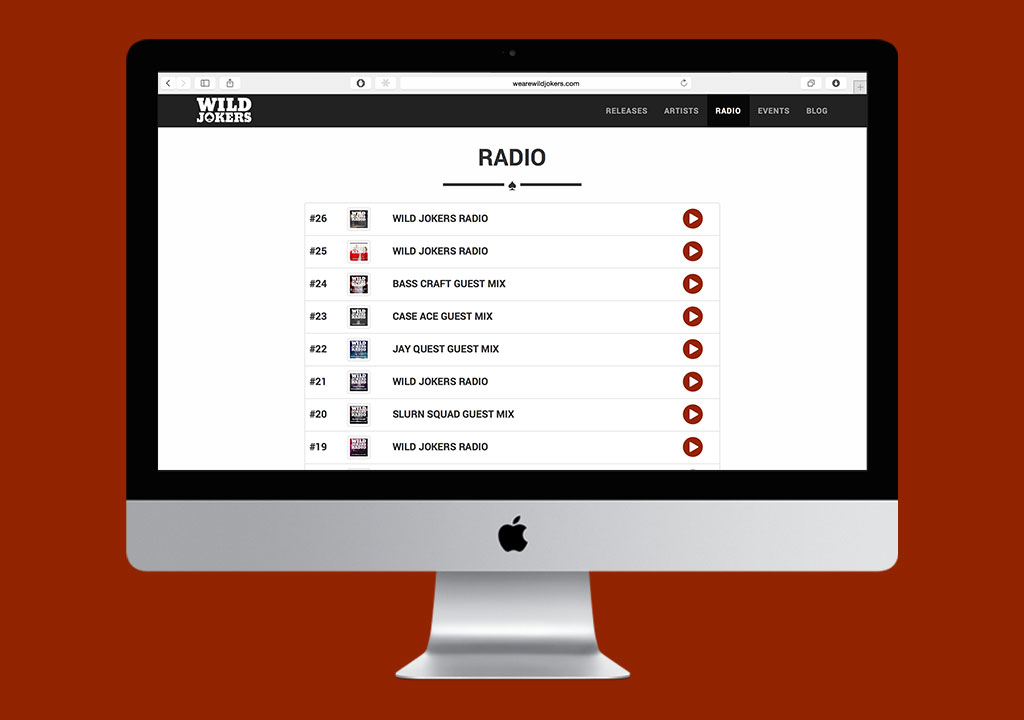 wearewildjokers.com
WILD
JOKERS
RELEASES ARTISTS RADIO EVENTS BLOG
RADIO
#26 WILD JOKERS RADIO
#25 WILD JOKERS RADIO
#24 BASS CRAFT GUEST MIX
#23 CASE ACE GUEST MIX
#22 JAY QUEST GUEST MIX
#21 WILD JOKERS RADIO
#20 SLURN SQUAD GUEST MIX
#19 WILD JOKERS RADIO